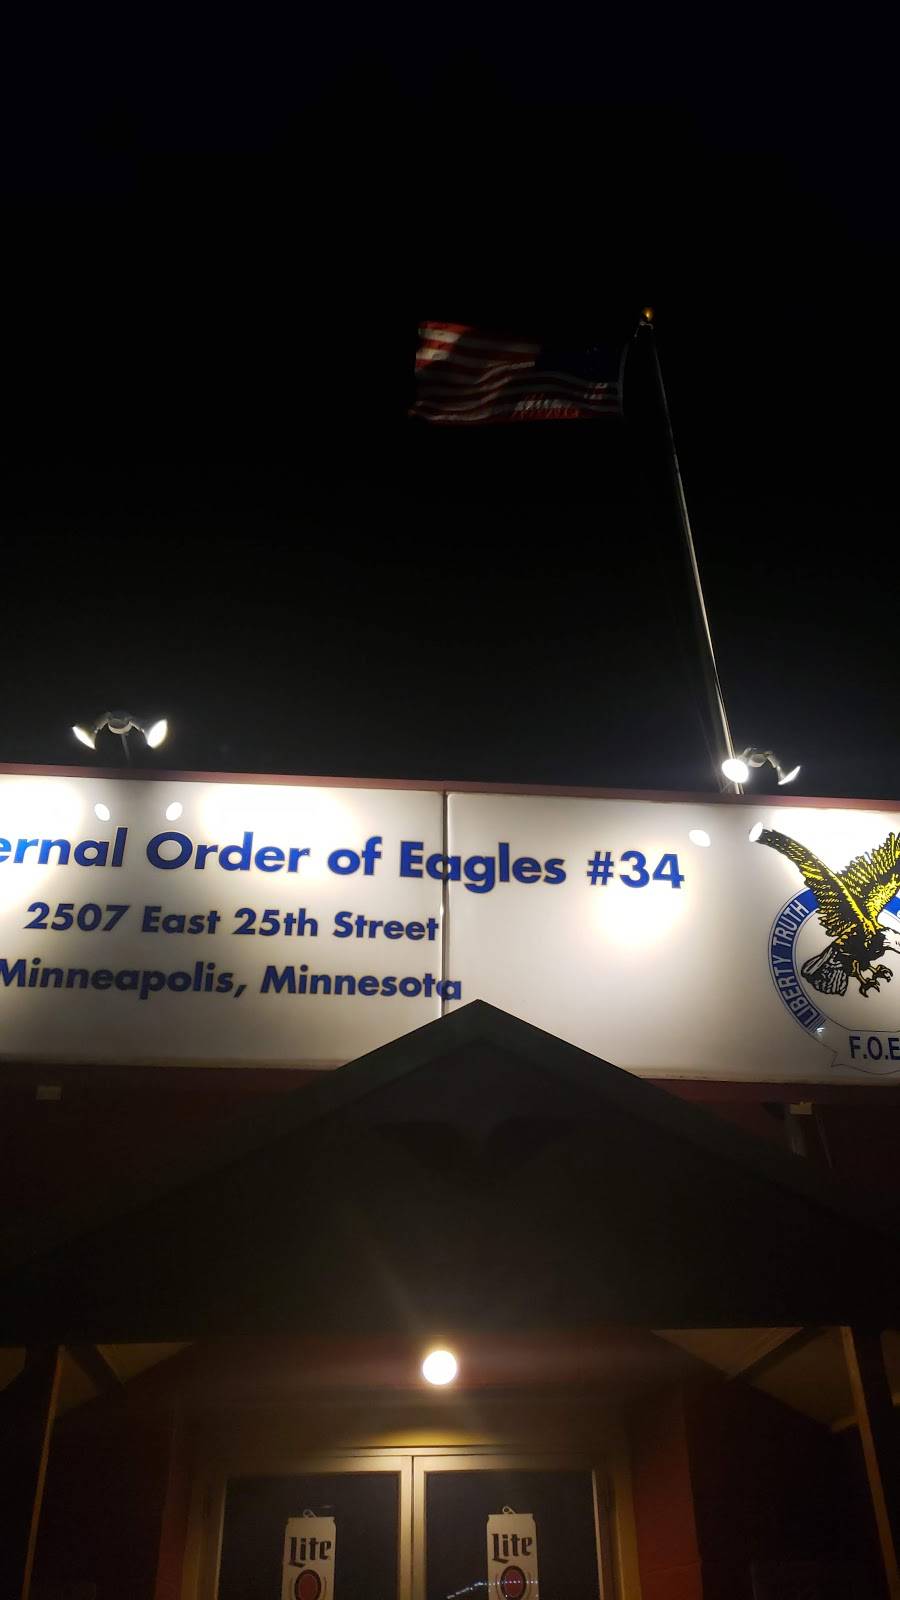 ernal Order of Eagles #34
2507 East 25th Street
Minneapolis, Minnesota
LIBERTY TRUTH
F.O.E
Lite
Lite